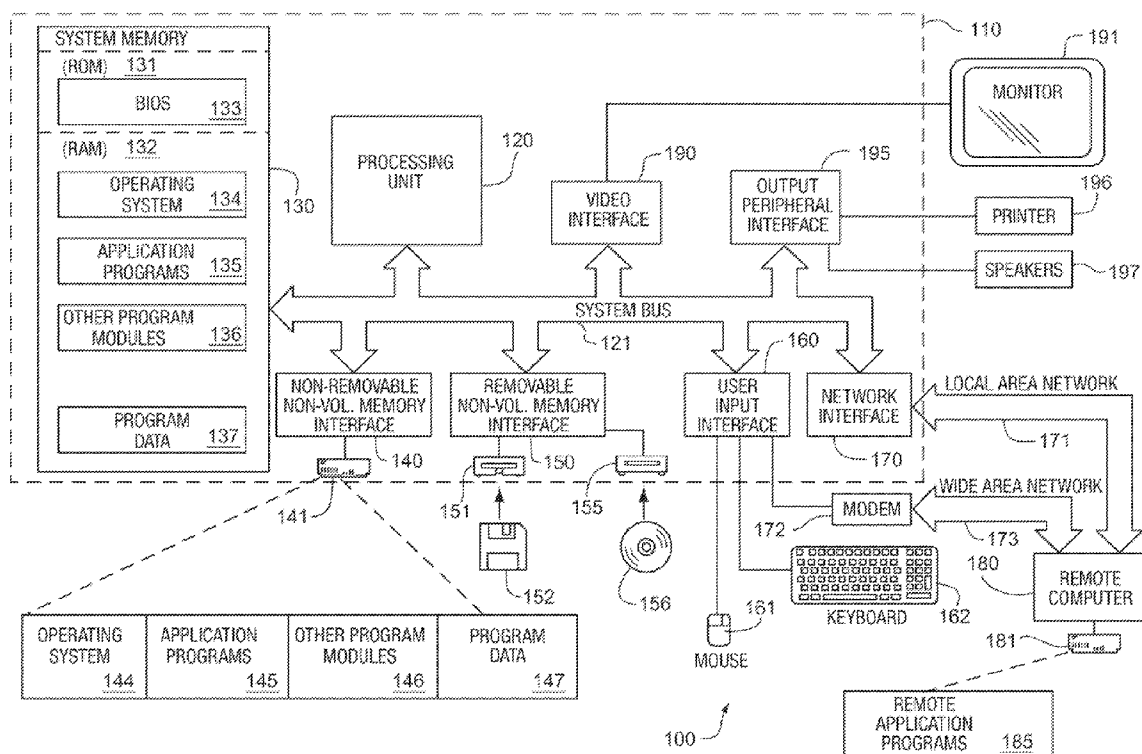 SYSTEM MEMORY
(ROM) 131
BIOS 133
(RAM) 132
OPERATING
SYSTEM 134
APPLICATION
PROGRAMS 135
OTHER PROGRAM
MODULES 136
PROGRAM
DATA 137
130
PROCESSING
UNIT
120
VIDEO
INTERFACE
190
OUTPUT
PERIPHERAL
INTERFACE
195
110
191
MONITOR
PRINTER
196
SPEAKERS
197
SYSTEM BUS
121
NON-REMOVABLE
NON-VOL. MEMORY
INTERFACE
140
REMOVABLE
NON-VOL. MEMORY
INTERFACE
150
160
USER
INPUT
INTERFACE
NETWORK
INTERFACE
170
LOCAL AREA NETWORK
171
141
151
155
152
156
WIDE AREA NETWORK
MODEM
172
173
180
REMOTE
COMPUTER
181
161
MOUSE
KEYBOARD
162
OPERATING
SYSTEM 144
APPLICATION
PROGRAMS 145
OTHER PROGRAM
MODULES 146
PROGRAM
DATA 147
100
REMOTE
APPLICATION
PROGRAMS 185